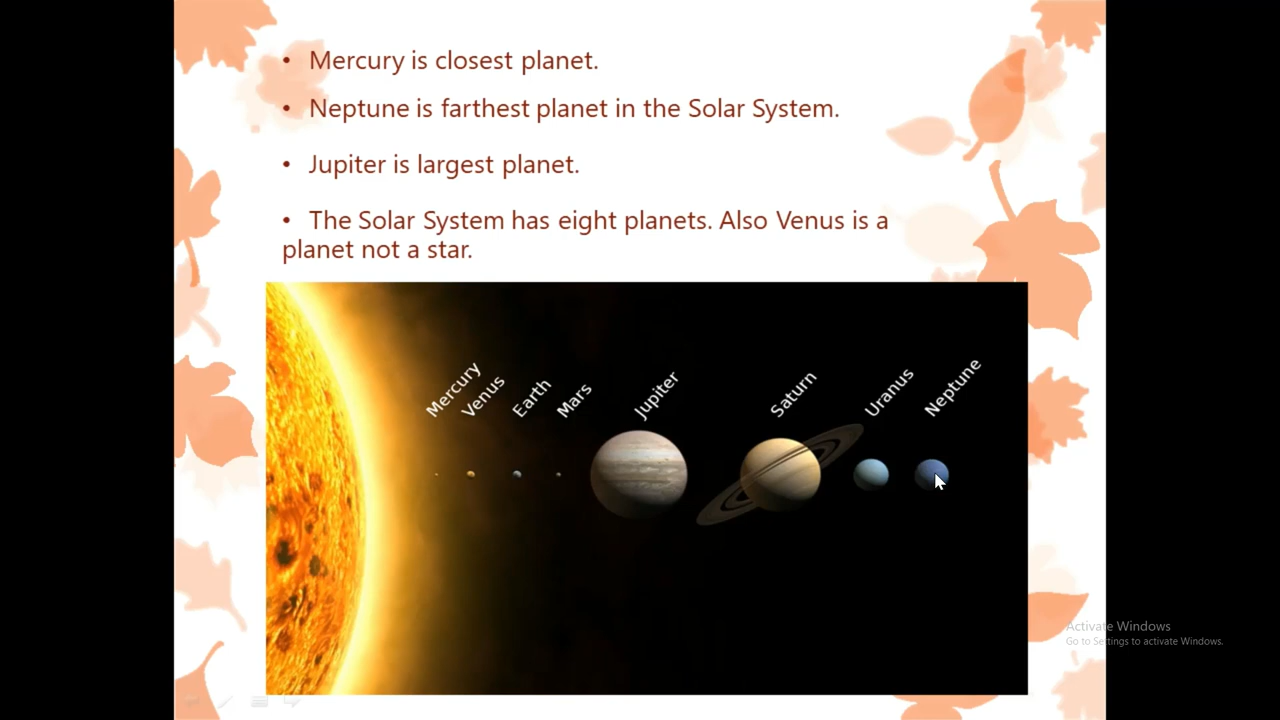 • Mercury is closest planet.
• Neptune is farthest planet in the Solar System.
• Jupiter is largest planet.
• The Solar System has eight planets. Also Venus is a
planet not a star.
Mercury
Venus
Earth
Mars
Jupiter
Saturn
Uranus
Neptune
Activate Windows
Go to Settings to activate Windows.